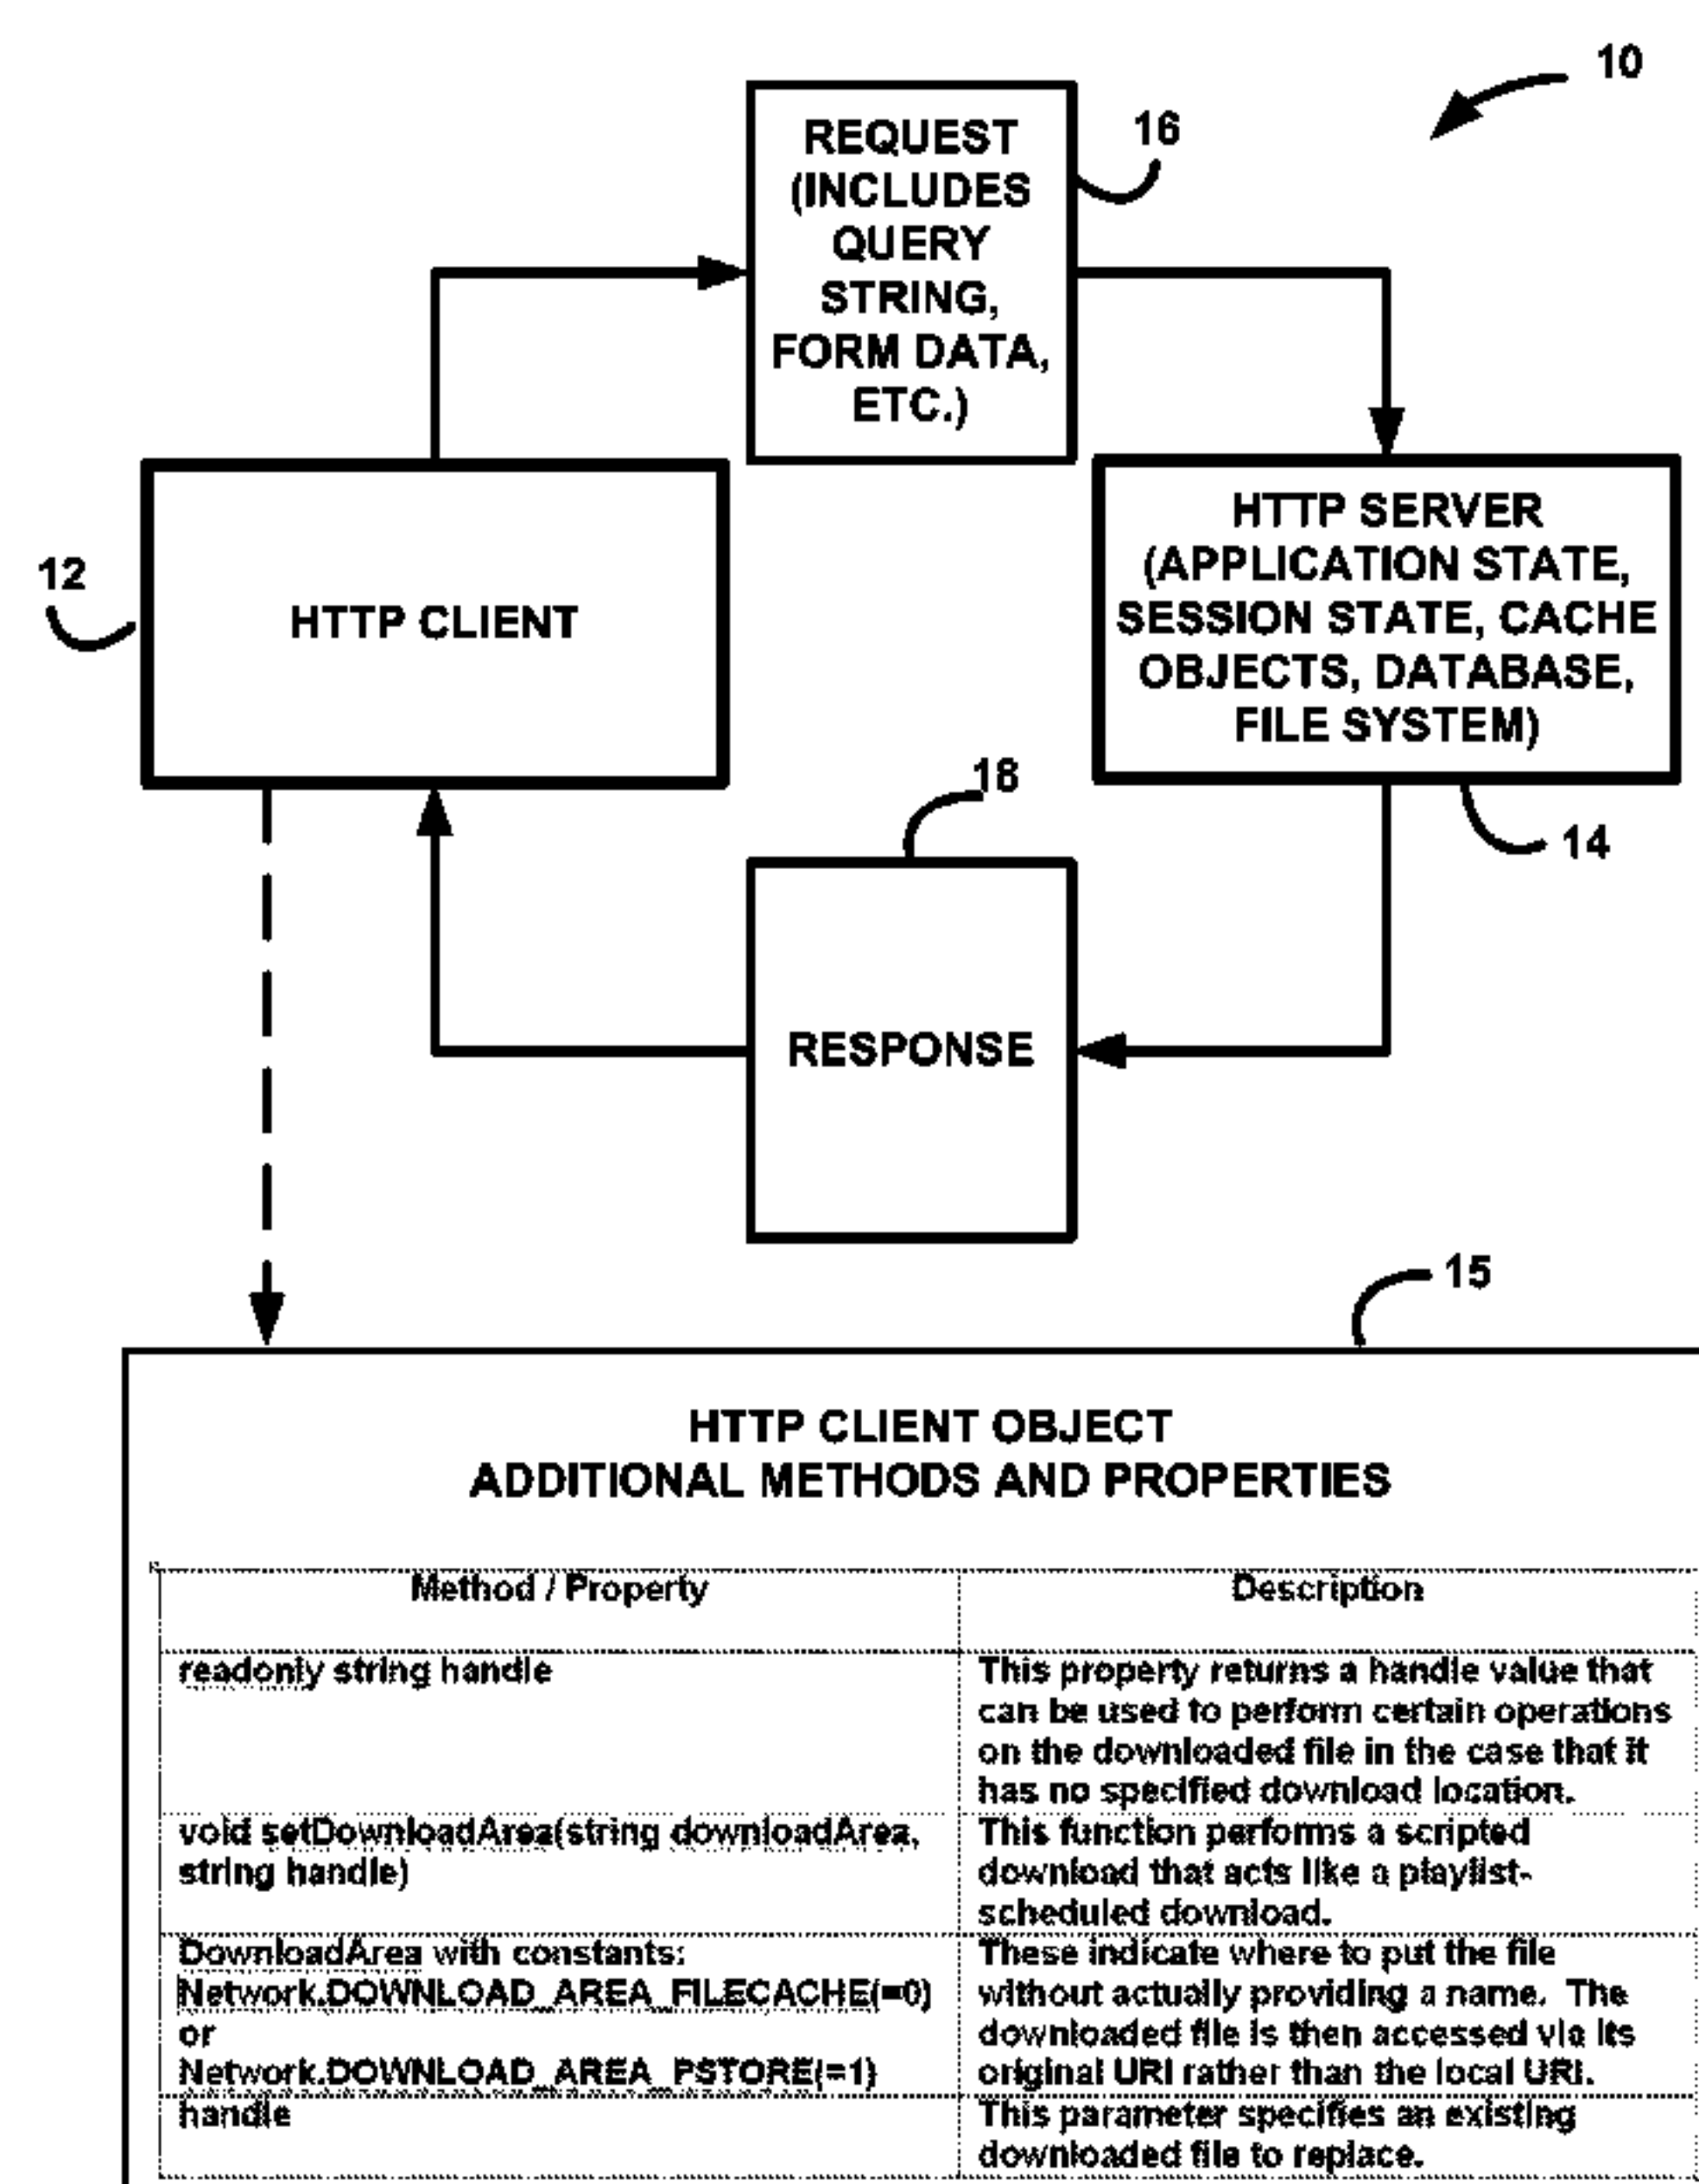 10
REQUEST
(INCLUDES
QUERY
STRING,
FORM DATA,
ETC.)
16
HTTP CLIENT
12
HTTP SERVER
(APPLICATION STATE,
SESSION STATE, CACHE
OBJECTS, DATABASE,
FILE SYSTEM)
14
18
RESPONSE
15
HTTP CLIENT OBJECT
ADDITIONAL METHODS AND PROPERTIES
Method / Property
Description
readonly string handle
This property returns a handle value that
can be used to perform certain operations
on the downloaded file in the case that it
has no specified download location.
void setDownloadArea(string downloadArea,
string handle)
This function performs a scripted
download that acts like a playlist-
scheduled download.
DownloadArea with constants:
Network.DOWNLOAD_AREA_FILECACHE(=0)
or
Network.DOWNLOAD_AREA_PSTORE(=1)
These indicate where to put the file
without actually providing a name. The
downloaded file is then accessed via its
original URI rather than the local URI.
handle
This parameter specifies an existing
downloaded file to replace.